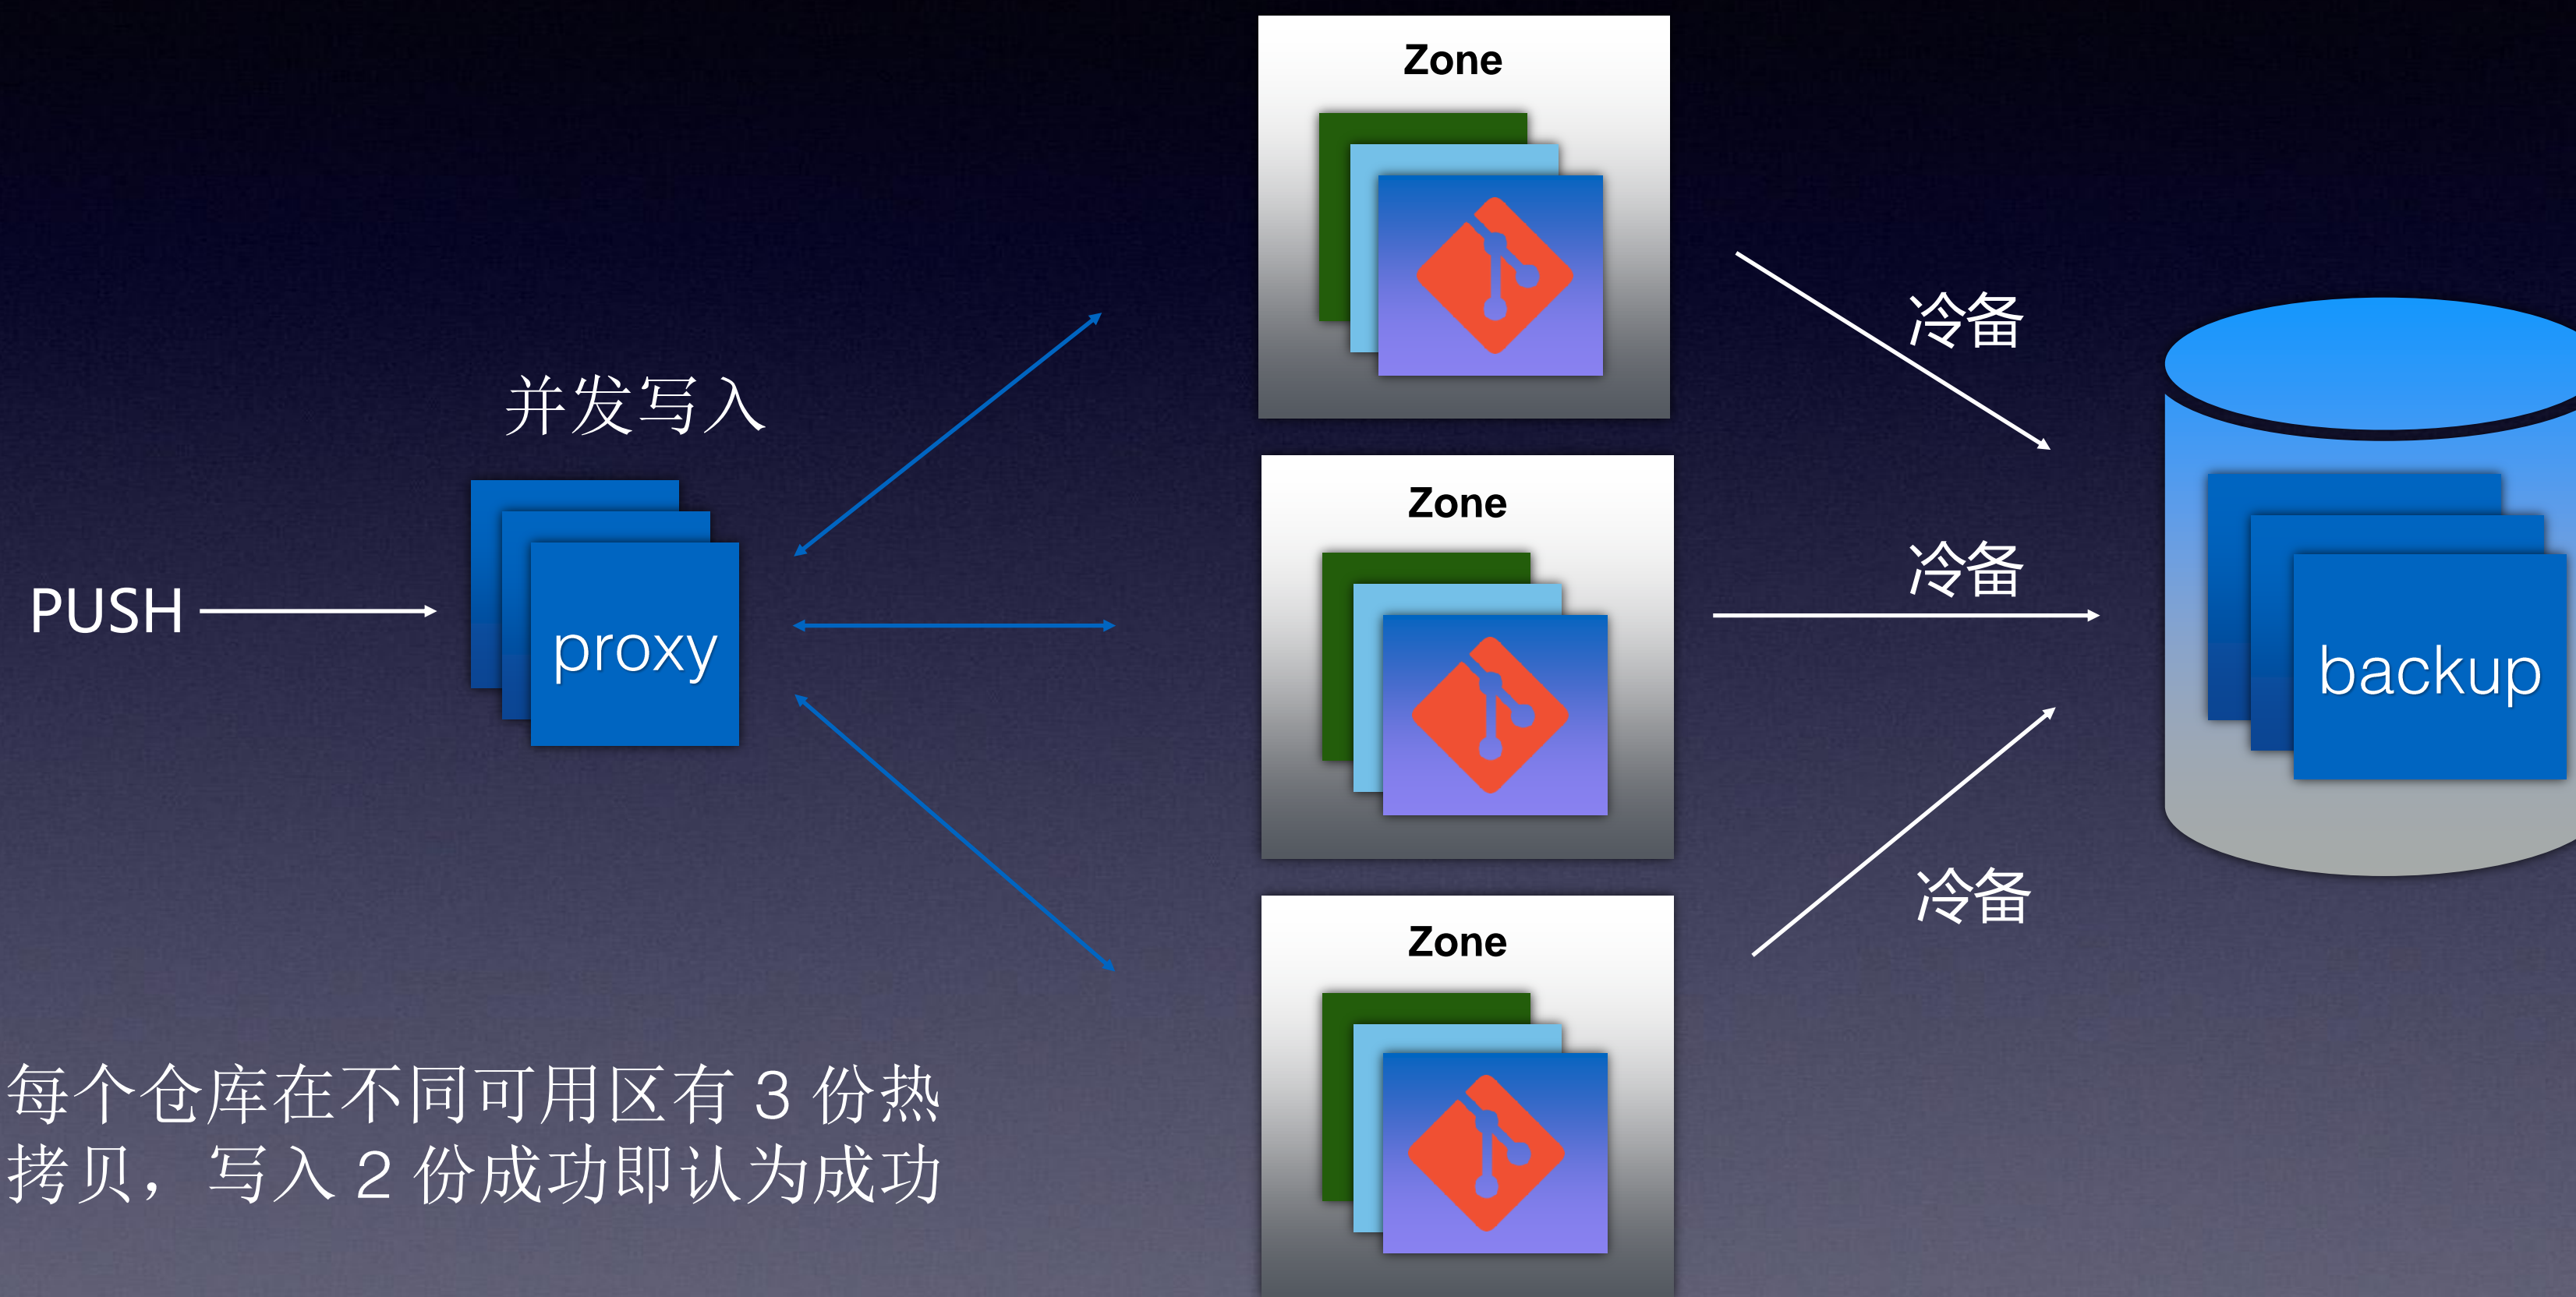 Zone
冷备
并发写入
Zone
冷备
PUSH
proxy
backup
冷备
Zone
每个仓库在不同可用区有 3 份热
拷贝，写入 2 份成功即认为成功